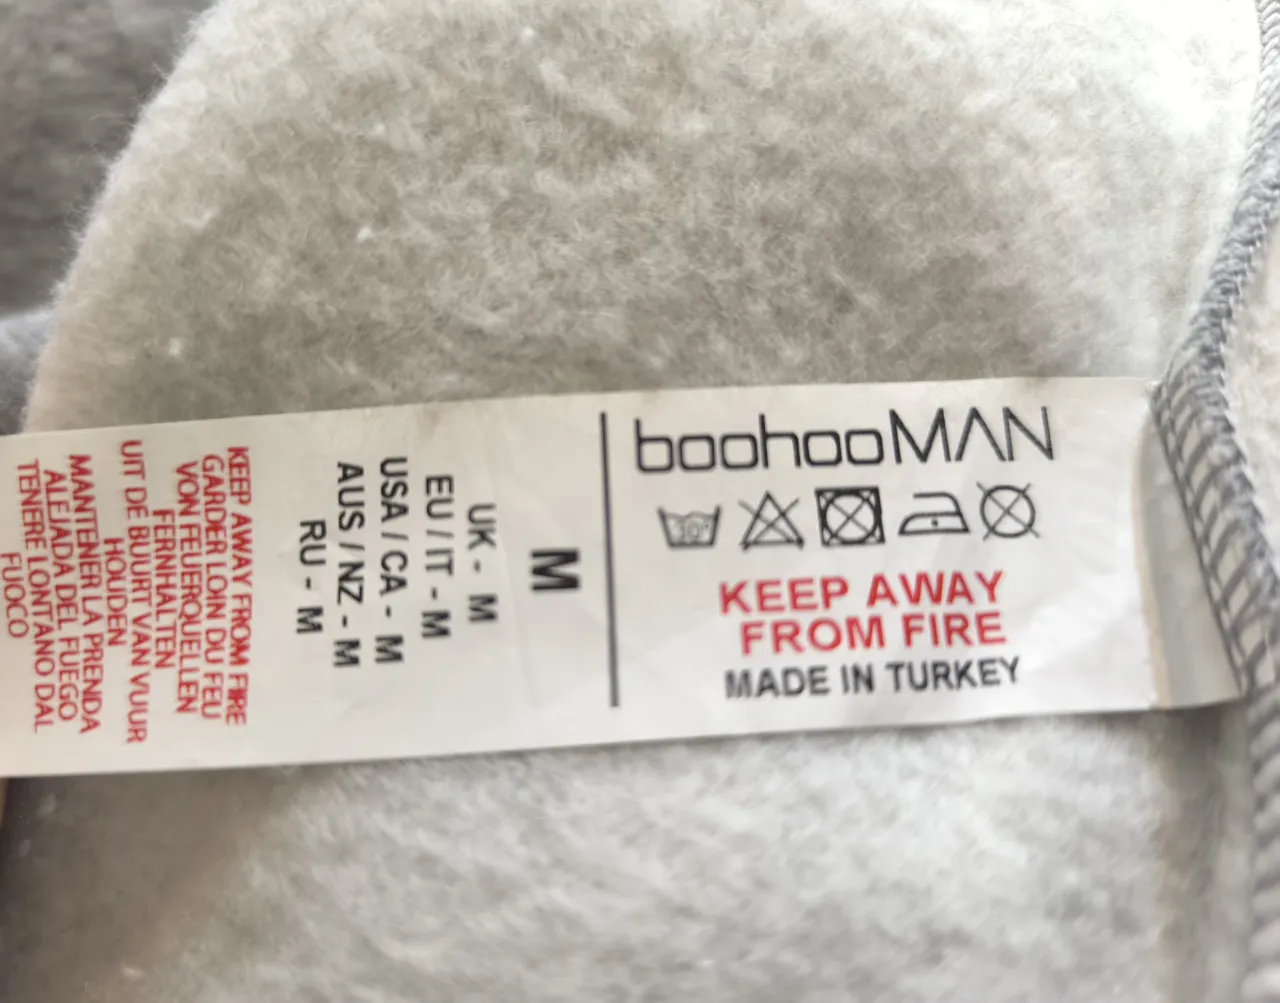 boohooMAN
30°
KEEP AWAY
FROM FIRE
MADE IN TURKEY
M
UK - M
EU / IT - M
USA / CA - M
AUS / NZ - M
RU - M
KEEP AWAY FROM FIRE
GARDER LOIN DU FEU
VON FEUERQUELLEN
FERNHALTEN
UIT DE BUURT VAN VUUR
HOUDEN
MANTENER LA PRENDA
ALEJADA DEL FUEGO
TENERE LONTANO DAL
FUOCO